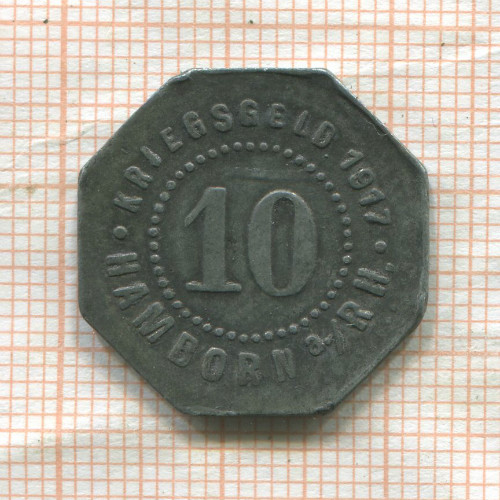 · KRIEGSGELD 1917 ·
10
HAMBORN a/RH.